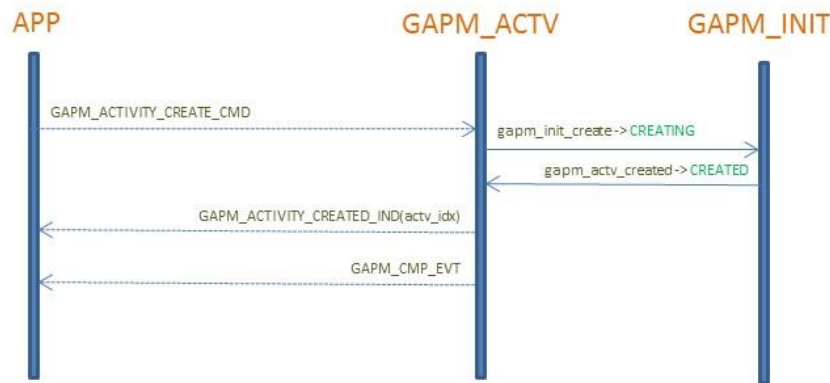 APP
GAPM_ACTV
GAPM_INIT
GAPM_ACTIVITY_CREATE_CMD
gapm_init_create->CREATING
gapm_actv_created->CREATED
GAPM_ACTIVITY_CREATED_IND(actv_idx)
GAPM_CMP_EVT